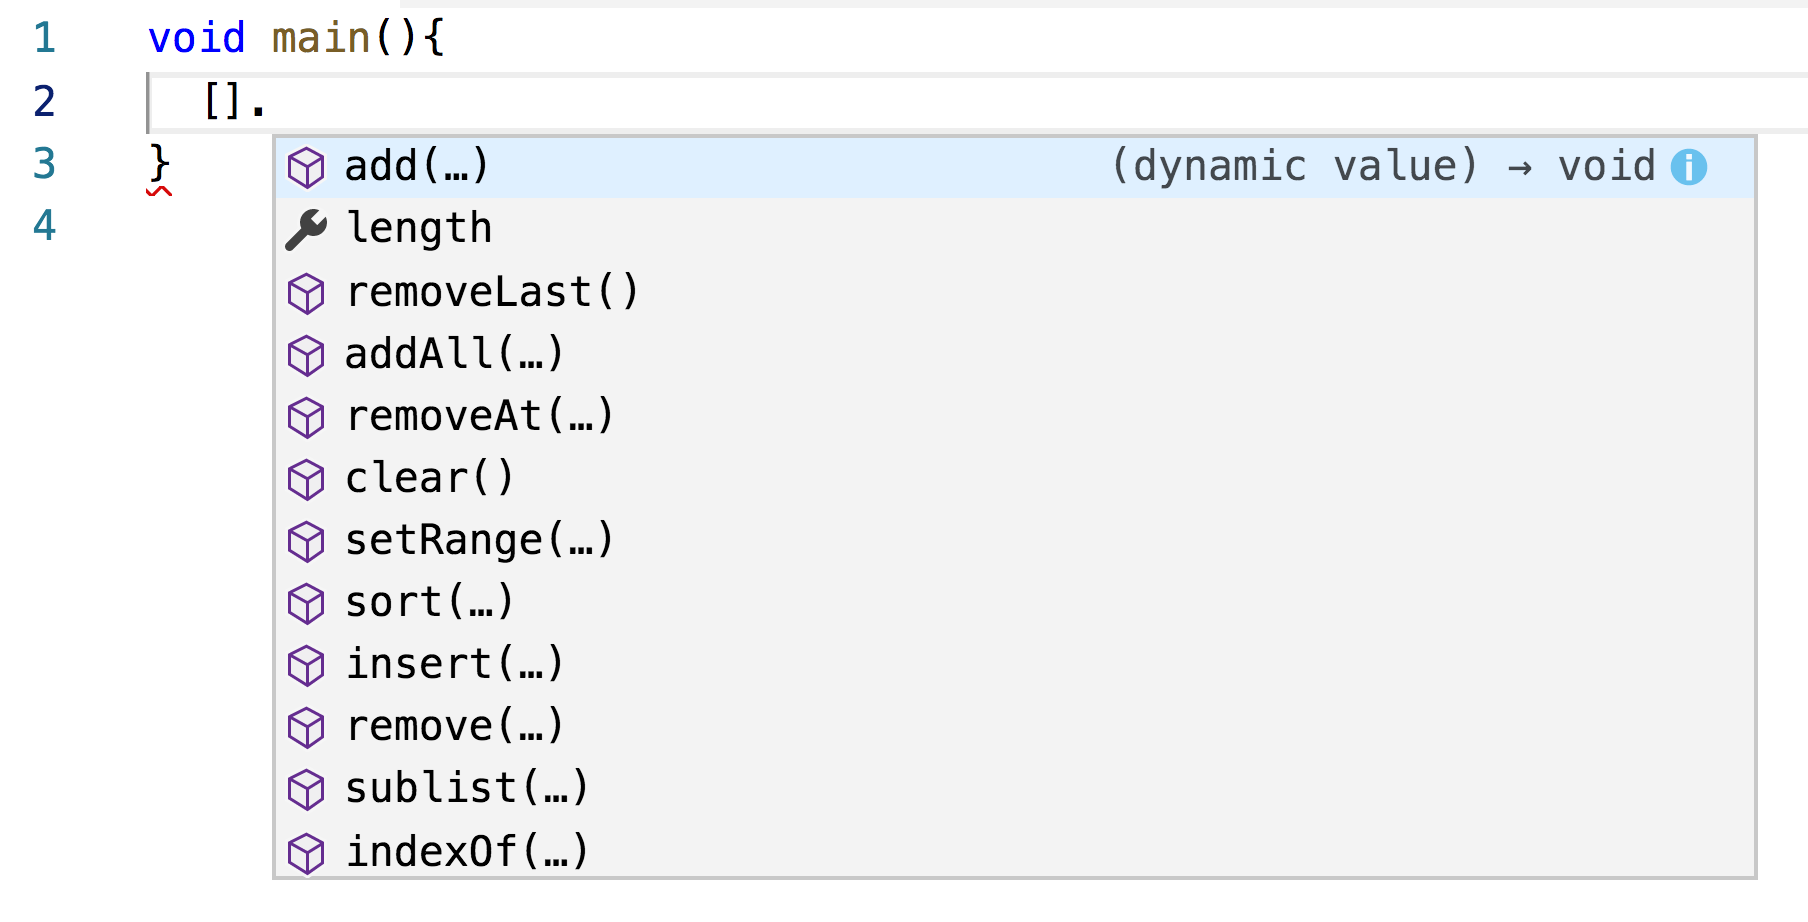 1 void main(){
2 [].
3 }
4
add(…) (dynamic value) → void
length
removeLast()
addAll(…)
removeAt(…)
clear()
setRange(…)
sort(…)
insert(…)
remove(…)
sublist(…)
indexOf(…)